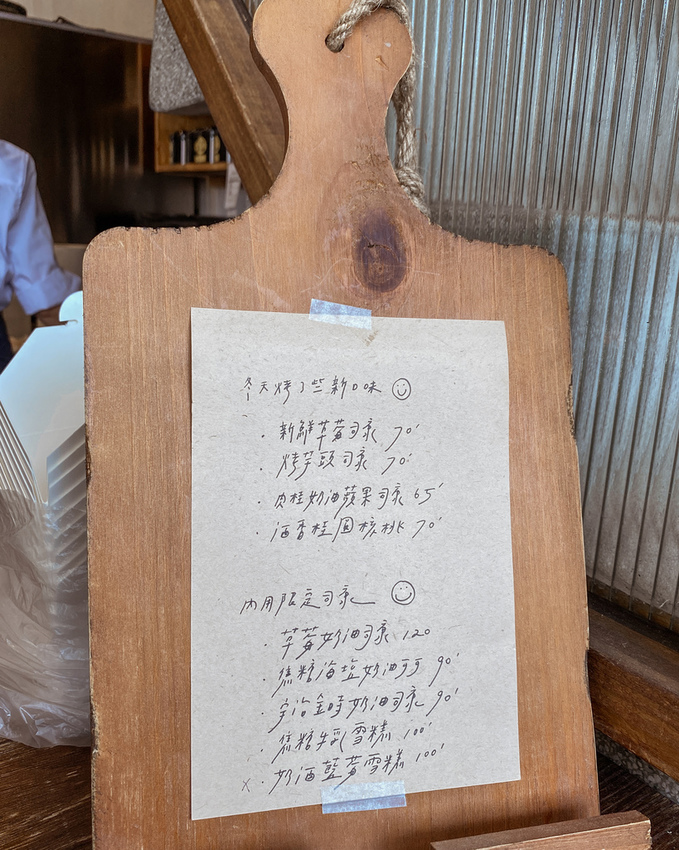 冬天烤了些新口味
· 新鮮草莓司康 70'
· 烤芋頭司康 70'
· 肉桂奶油蘋果司康 65'
· 酒香桂圓核桃 70'
內用限定司康
· 草莓奶油司康 120
· 焦糖海塩奶油可可 90'
· 宇治金時奶油司康 90'
· 焦糖牛乳雪糕 100'
x · 奶酒藍莓雪糕 100'